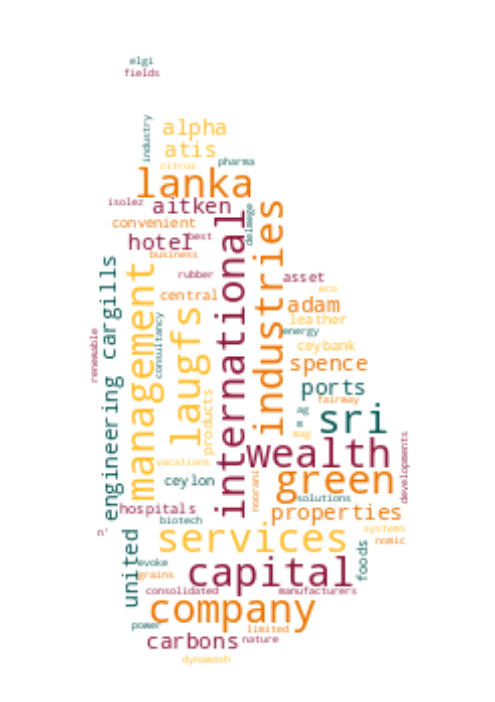 elgi
fields
industry
alpha
atis
citrus
pharma
lanka
isolez
aitken
delmege
convenient
hotel
best
business
international
industries
cargills
management
rubber
asset
central
eco
adam
leather
laugfs
consultancy
energy
renewable
ceybank
spence
engineering
products
ports
fairway
ag
sri
m
mag
wealth
developments
vacations
green
ceylon
noorani
solutions
hospitals
properties
biotech
n'
services
systems
nomic
united
foods
evoke
grains
capital
consolidated
manufacturers
company
power
limited
carbons
nature
dynawash